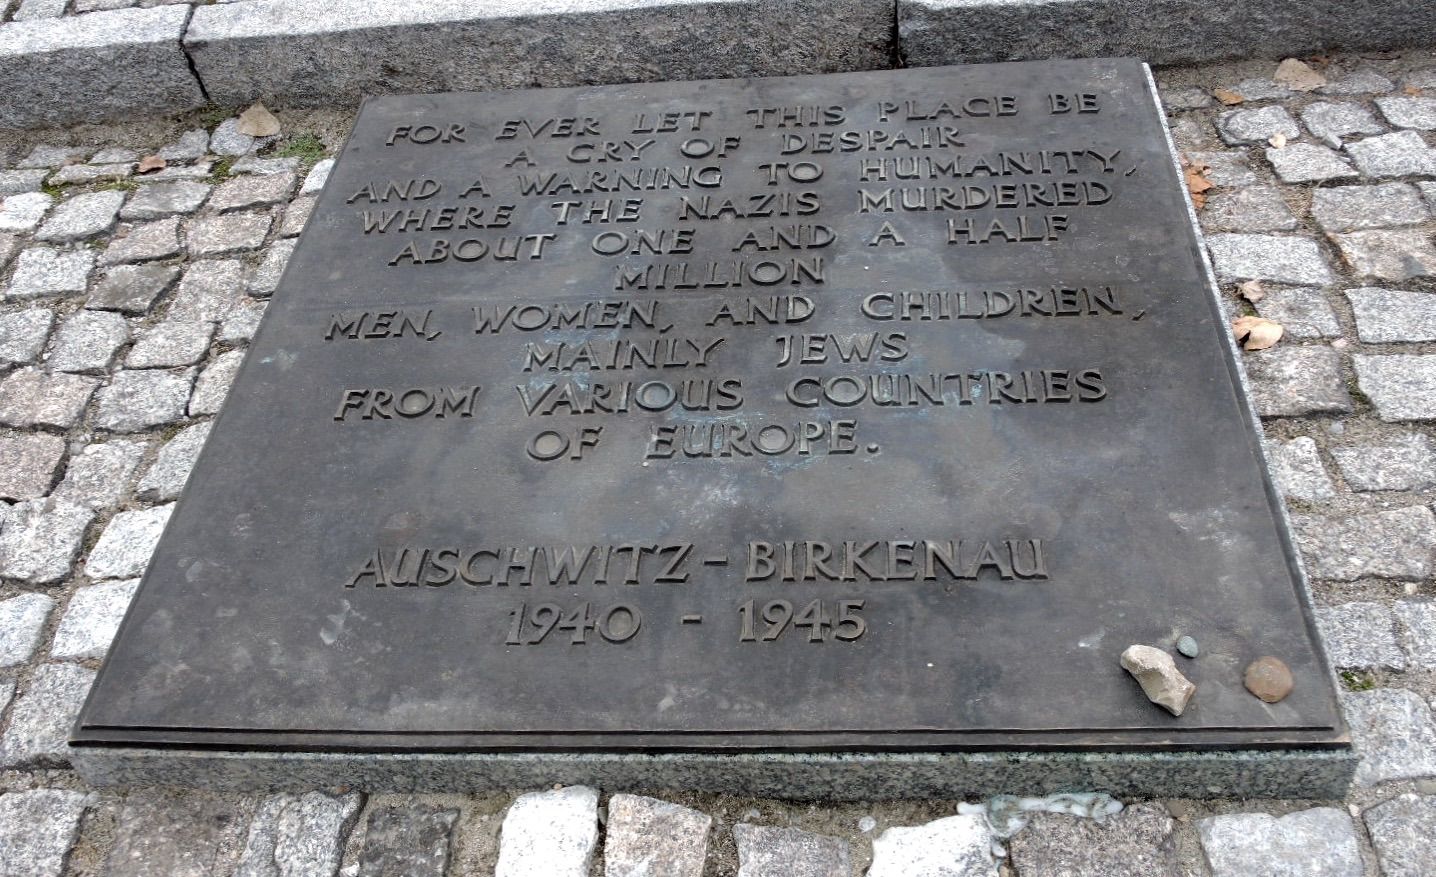 FOR EVER LET THIS PLACE BE
A CRY OF DESPAIR
AND A WARNING TO HUMANITY,
WHERE THE NAZIS MURDERED
ABOUT ONE AND A HALF
MILLION
MEN, WOMEN, AND CHILDREN,
MAINLY JEWS
FROM VARIOUS COUNTRIES
OF EUROPE.
AUSCHWITZ-BIRKENAU
1940 - 1945